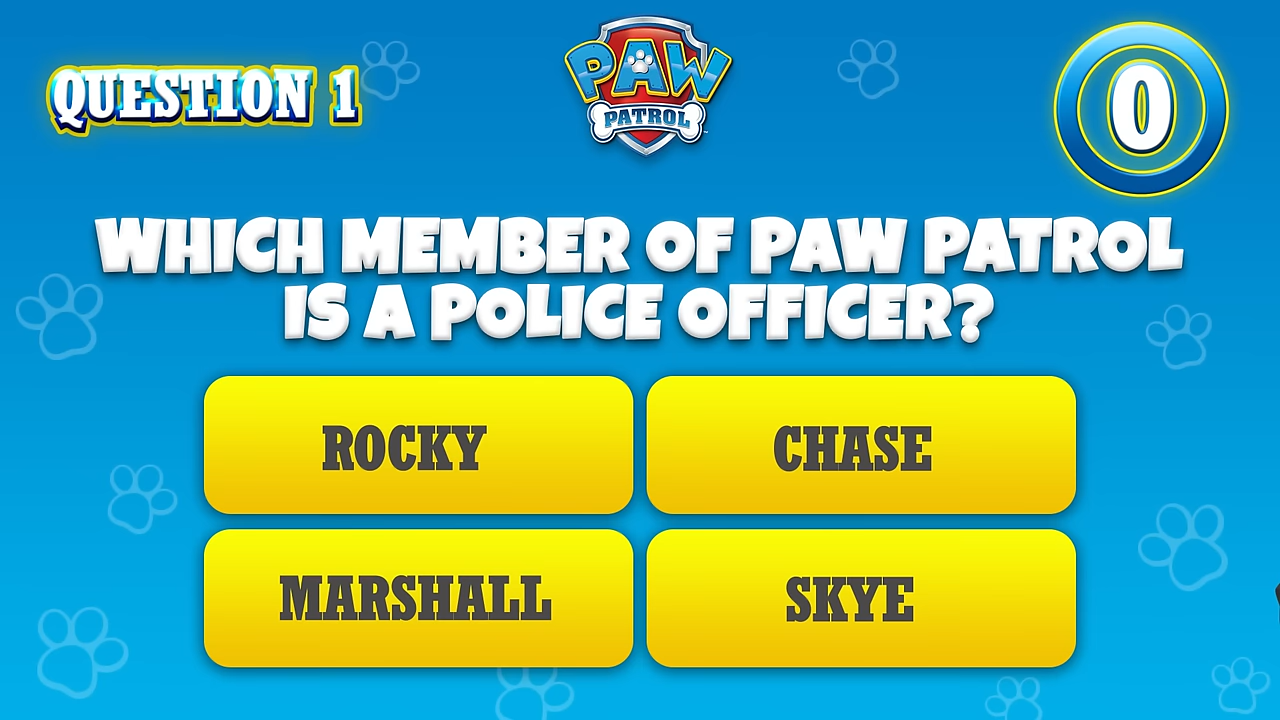 QUESTION 1
PAW
PATROL
0
WHICH MEMBER OF PAW PATROL
IS A POLICE OFFICER?
ROCKY
CHASE
MARSHALL
SKYE